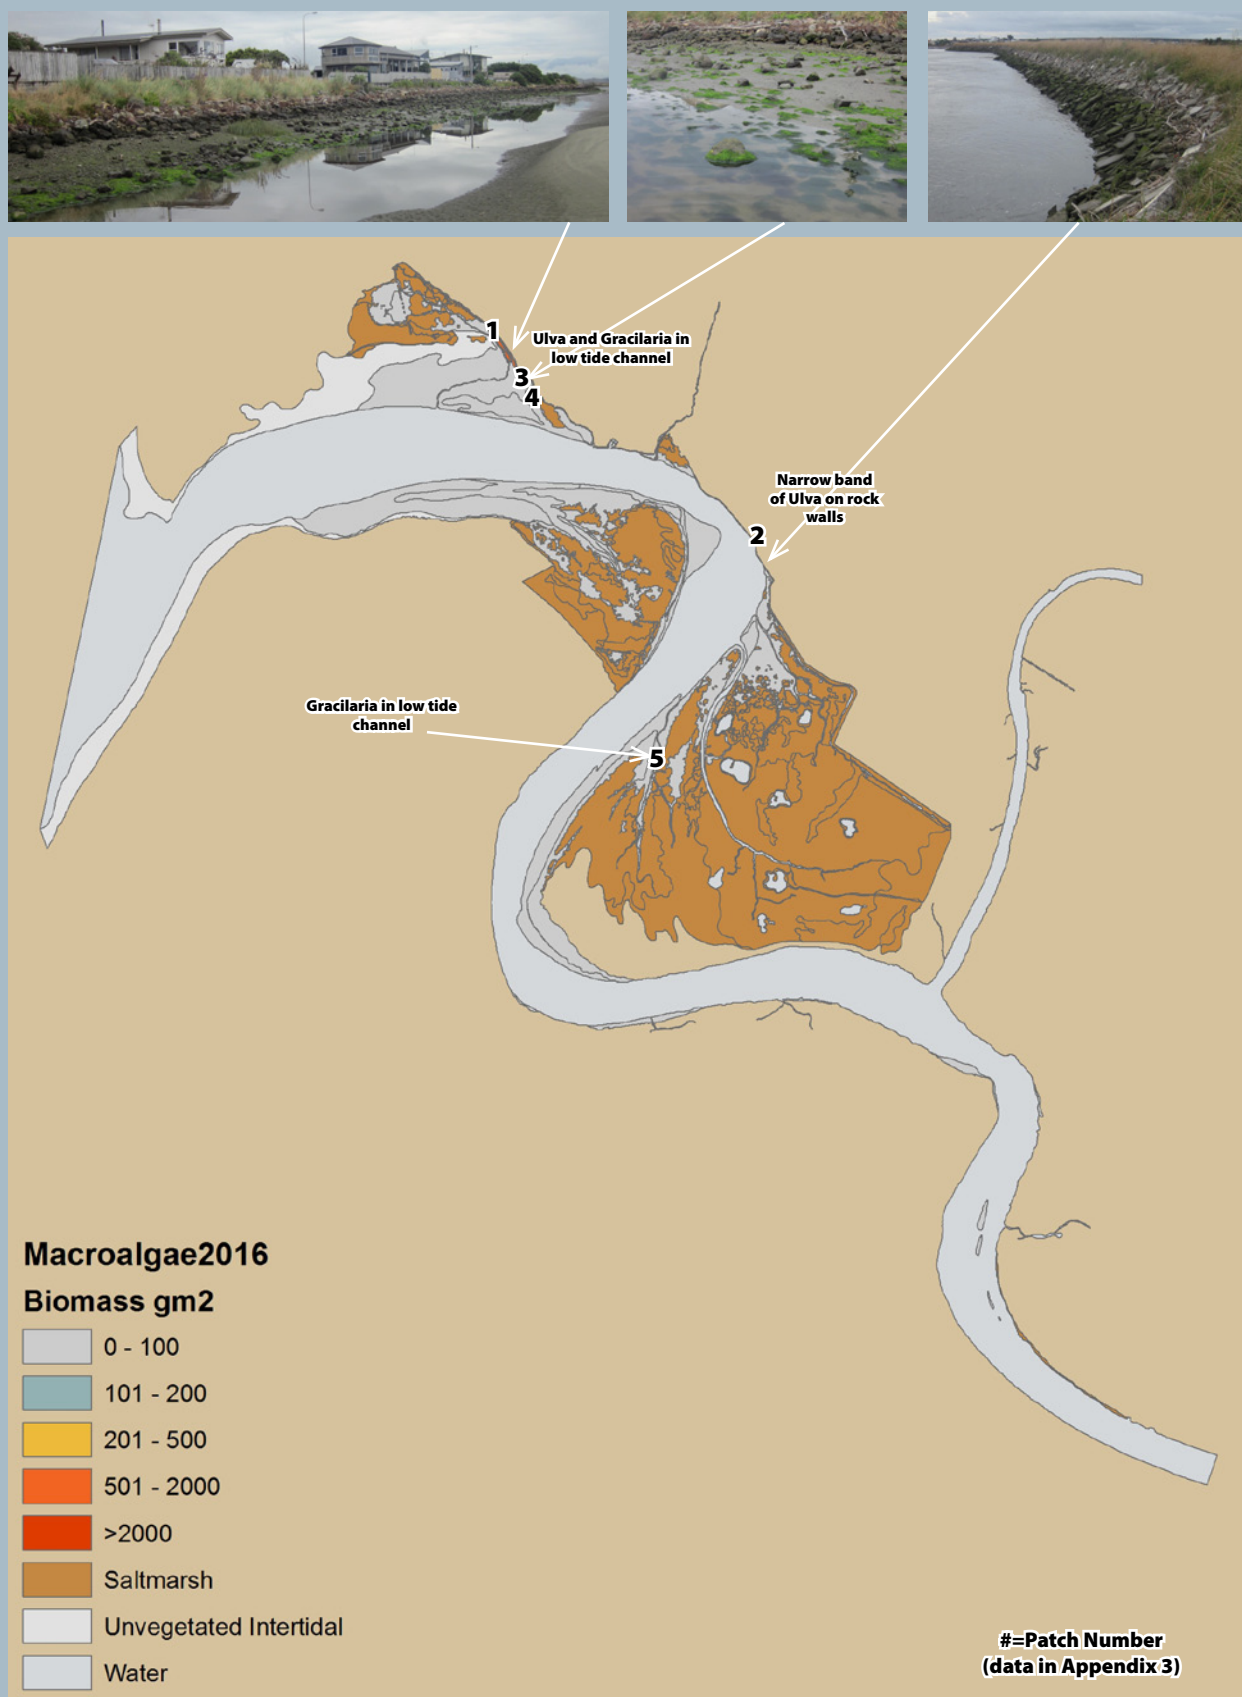 1
Ulva and Gracilaria in
low tide channel
3
4
Narrow band
of Ulva on rock
walls
2
Gracilaria in low tide
channel
5
Macroalgae2016
Biomass gm2
0 - 100
101 - 200
201 - 500
501 - 2000
>2000
Saltmarsh
Unvegetated Intertidal
Water
#=Patch Number
(data in Appendix 3)